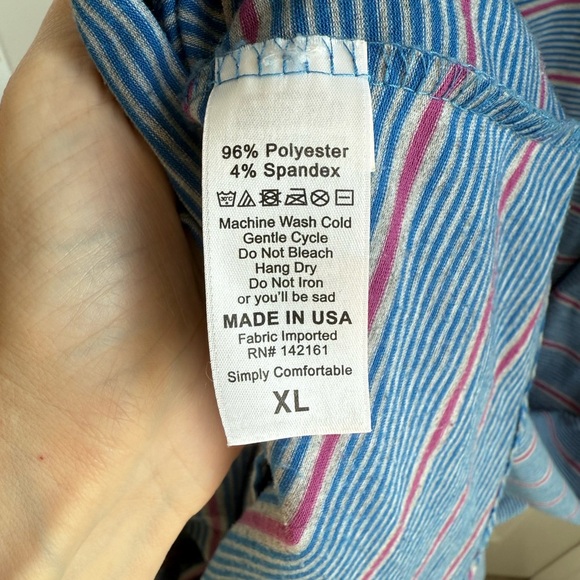 96% Polyester
4% Spandex
Machine Wash Cold
Gentle Cycle
Do Not Bleach
Hang Dry
Do Not Iron
or you'll be sad
MADE IN USA
Fabric Imported
RN# 142161
Simply Comfortable
XL